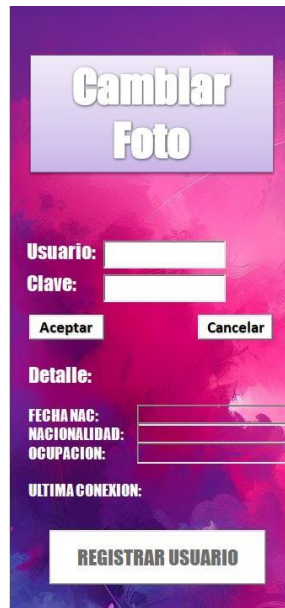 Cambiar
Foto
Usuario:
Clave:
Aceptar Cancelar
Detalle:
FECHA NAC:
NACIONALIDAD:
OCUPACION:
ULTIMA CONEXION:
REGISTRAR USUARIO